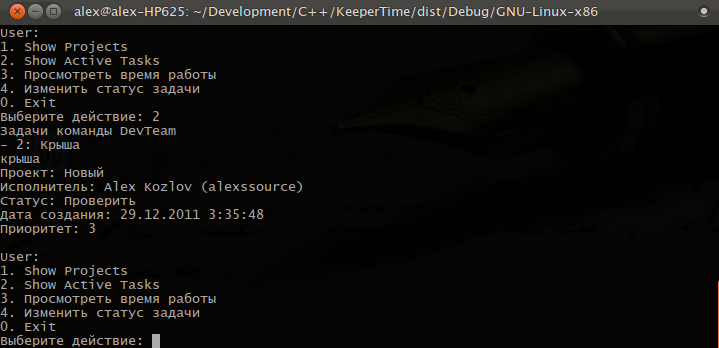 alex@alex-HP625: ~/Development/C++/KeeperTime/dist/Debug/GNU-Linux-x86
User:
1. Show Projects
2. Show Active Tasks
3. Просмотреть время работы
4. Изменить статус задачи
0. Exit
Выберите действие: 2
Задачи команды DevTeam
- 2: Крыша
крыша
Проект: Новый
Исполнитель: Alex Kozlov (alexssource)
Статус: Проверить
Дата создания: 29.12.2011 3:35:48
Приоритет: 3
User:
1. Show Projects
2. Show Active Tasks
3. Просмотреть время работы
4. Изменить статус задачи
0. Exit
Выберите действие: